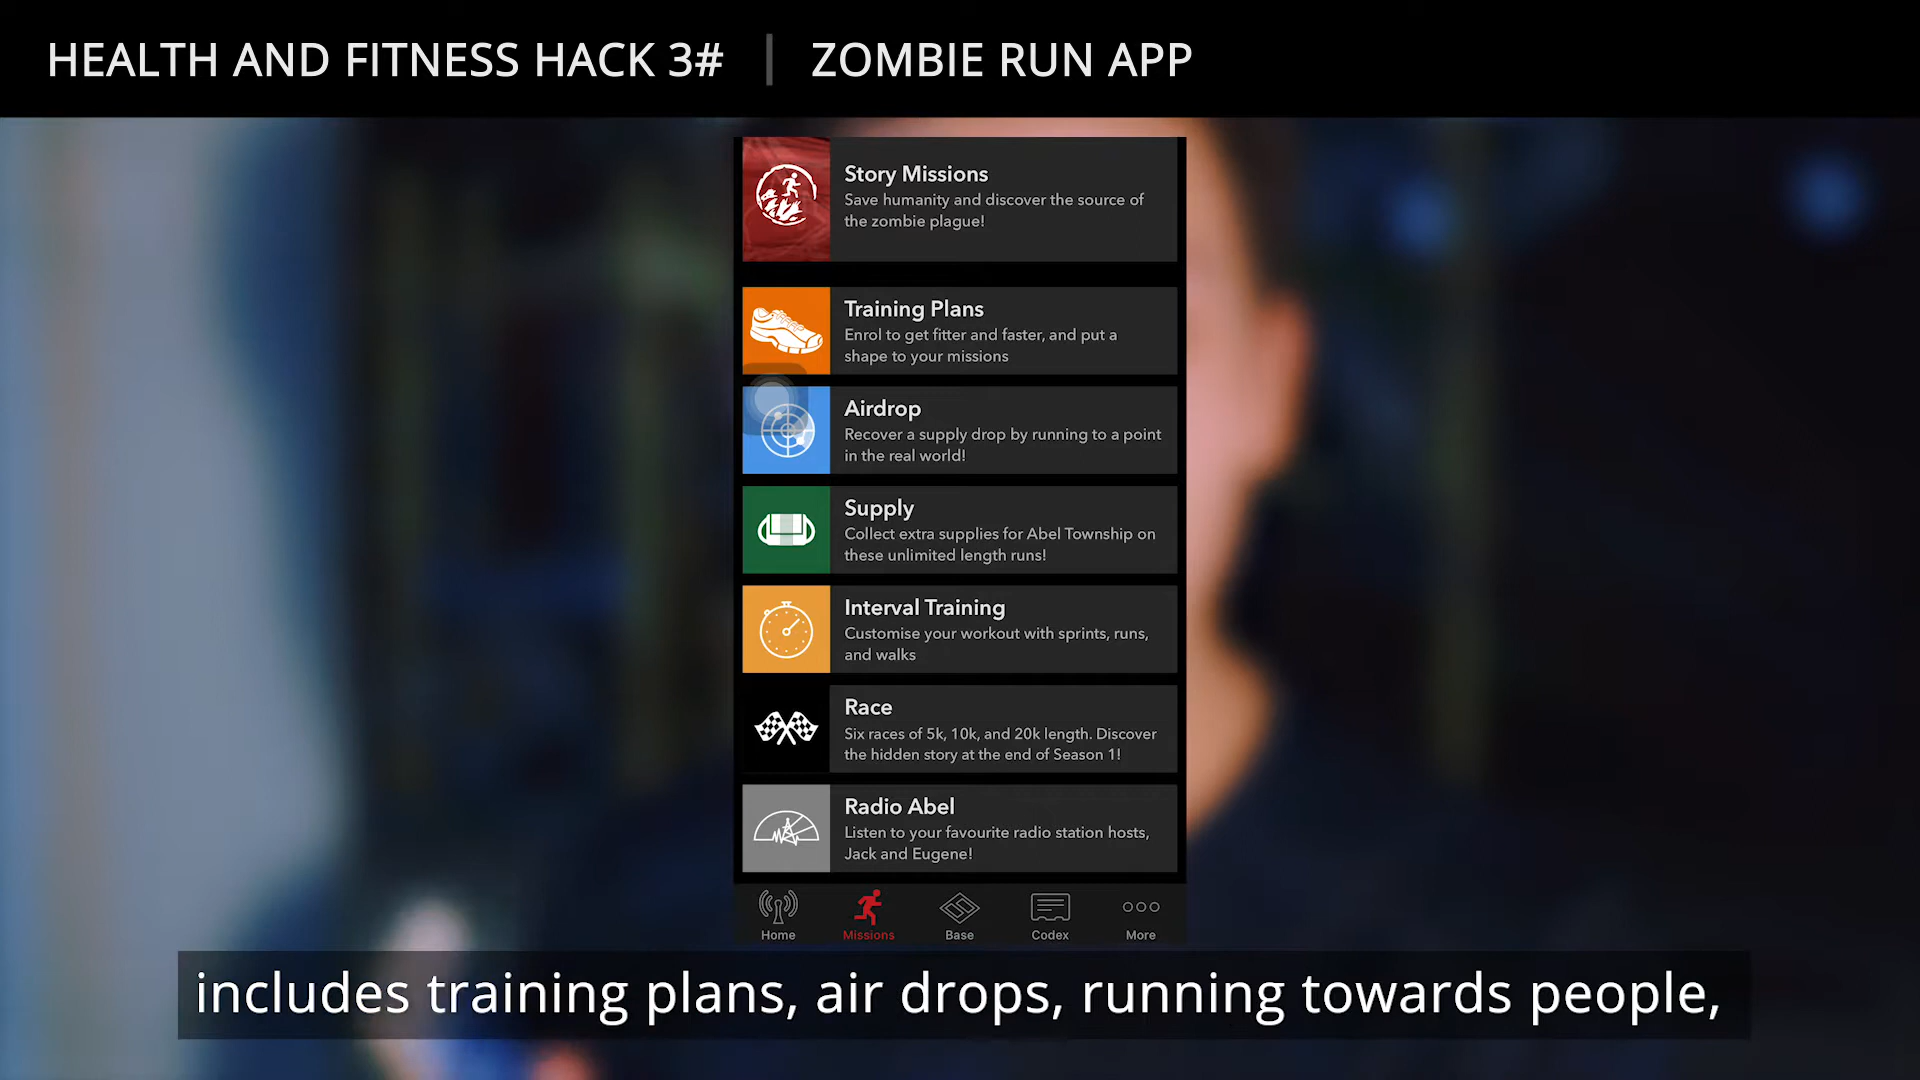 HEALTH AND FITNESS HACK 3# | ZOMBIE RUN APP
Story Missions
Save humanity and discover the source of
the zombie plague!
Training Plans
Enrol to get fitter and faster, and put a
shape to your missions
Airdrop
Recover a supply drop by running to a point
in the real world!
Supply
Collect extra supplies for Abel Township on
these unlimited length runs!
Interval Training
Customise your workout with sprints, runs,
and walks
Race
Six races of 5k, 10k, and 20k length. Discover
the hidden story at the end of Season 1!
Radio Abel
Listen to your favourite radio station hosts,
Jack and Eugene!
Home Missions Base Codex More
includes training plans, air drops, running towards people,